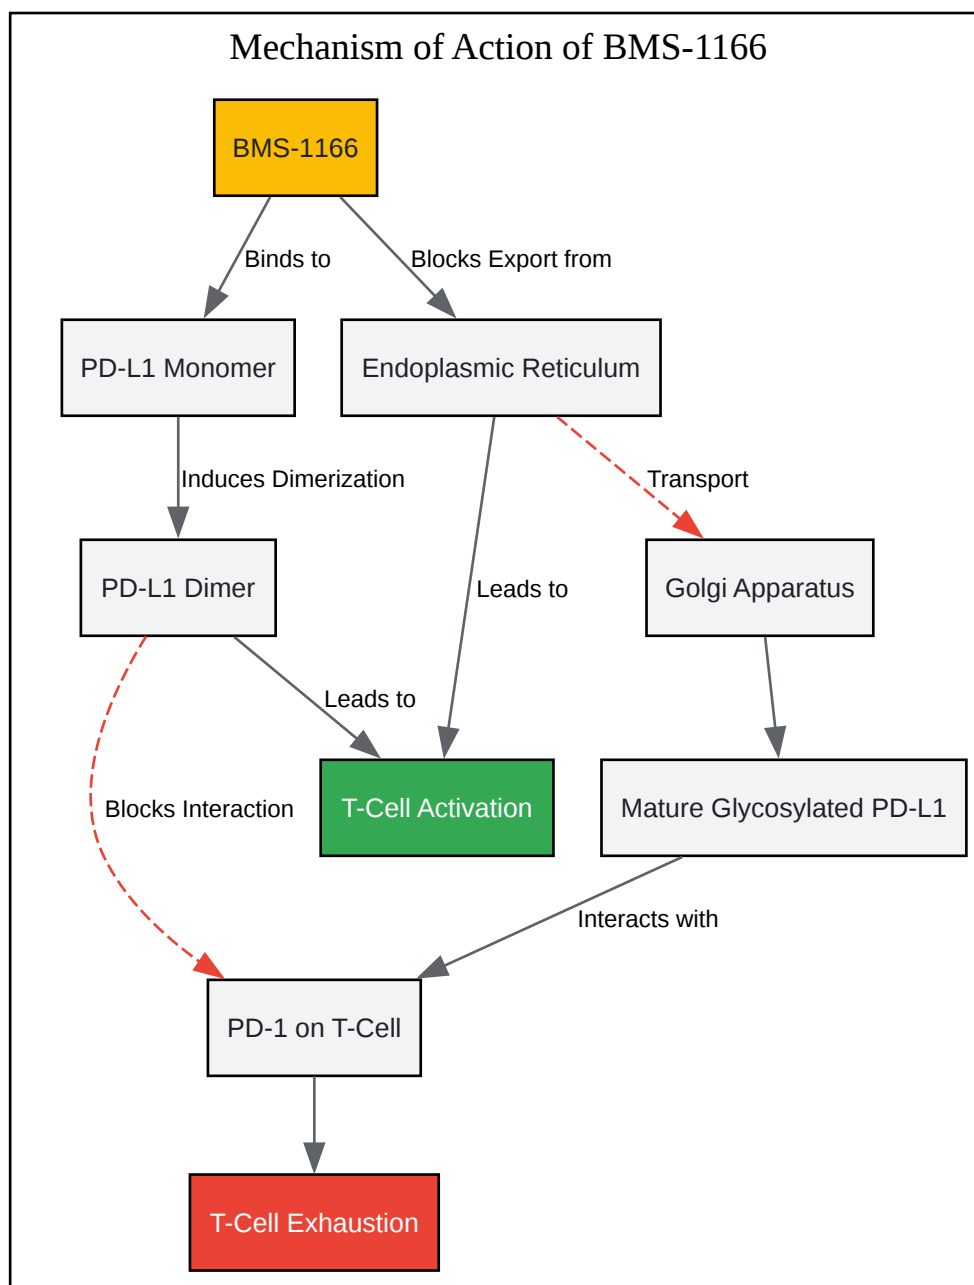 Mechanism of Action of BMS-1166
BMS-1166
Binds to
Blocks Export from
PD-L1 Monomer
Endoplasmic Reticulum
Induces Dimerization
Transport
PD-L1 Dimer
Leads to
Golgi Apparatus
Leads to
Blocks Interaction
T-Cell Activation
Mature Glycosylated PD-L1
Interacts with
PD-1 on T-Cell
T-Cell Exhaustion